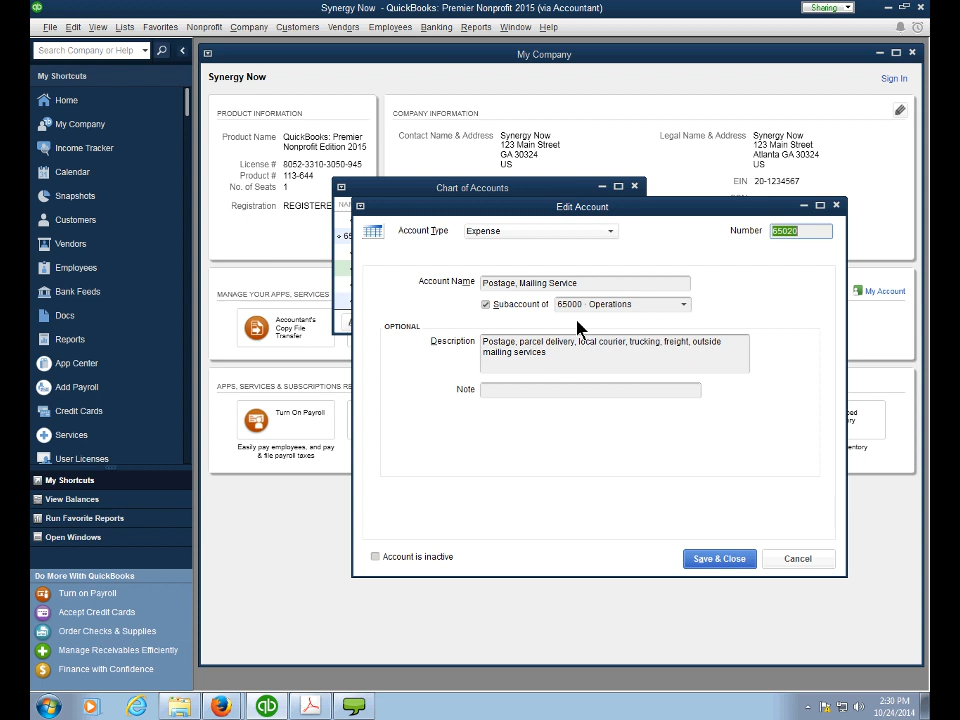 Synergy Now - QuickBooks: Premier Nonprofit 2015 (via Accountant)
Sharing
File Edit View Lists Favorites Nonprofit Company Customers Vendors Employees Banking Reports Window Help
Search Company or Help
My Shortcuts
Home
My Company
Income Tracker
Calendar
Snapshots
Customers
Vendors
Employees
Bank Feeds
Docs
Reports
App Center
Add Payroll
Credit Cards
Services
User Licenses
My Shortcuts
View Balances
Run Favorite Reports
Open Windows
Do More With QuickBooks
Turn on Payroll
Accept Credit Cards
Order Checks & Supplies
Manage Receivables Efficiently
Finance with Confidence
My Company
Synergy Now
Sign In
PRODUCT INFORMATION
Product Name QuickBooks: Premier
Nonprofit Edition 2015
License # 8052-3310-3050-945
Product # 113-644
No. of Seats 1
Registration REGISTERE
COMPANY INFORMATION
Contact Name & Address Synergy Now
123 Main Street
GA 30324
US
Legal Name & Address Synergy Now
123 Main Street
Atlanta GA 30324
US
EIN 20-1234567
MANAGE YOUR APPS, SERVICES
My Account
Accountant's
Copy File
Transfer
APPS, SERVICES & SUBSCRIPTIONS RE
Turn On Payroll
Easily pay employees, and pay
& file payroll taxes
Chart of Accounts
NA
65
Edit Account
Account Type Expense
Number 65020
Account Name Postage, Mailing Service
Subaccount of 65000 · Operations
OPTIONAL
Description Postage, parcel delivery, local courier, trucking, freight, outside
mailing services
Note
Account is inactive
Save & Close Cancel
2:30 PM
10/24/2014